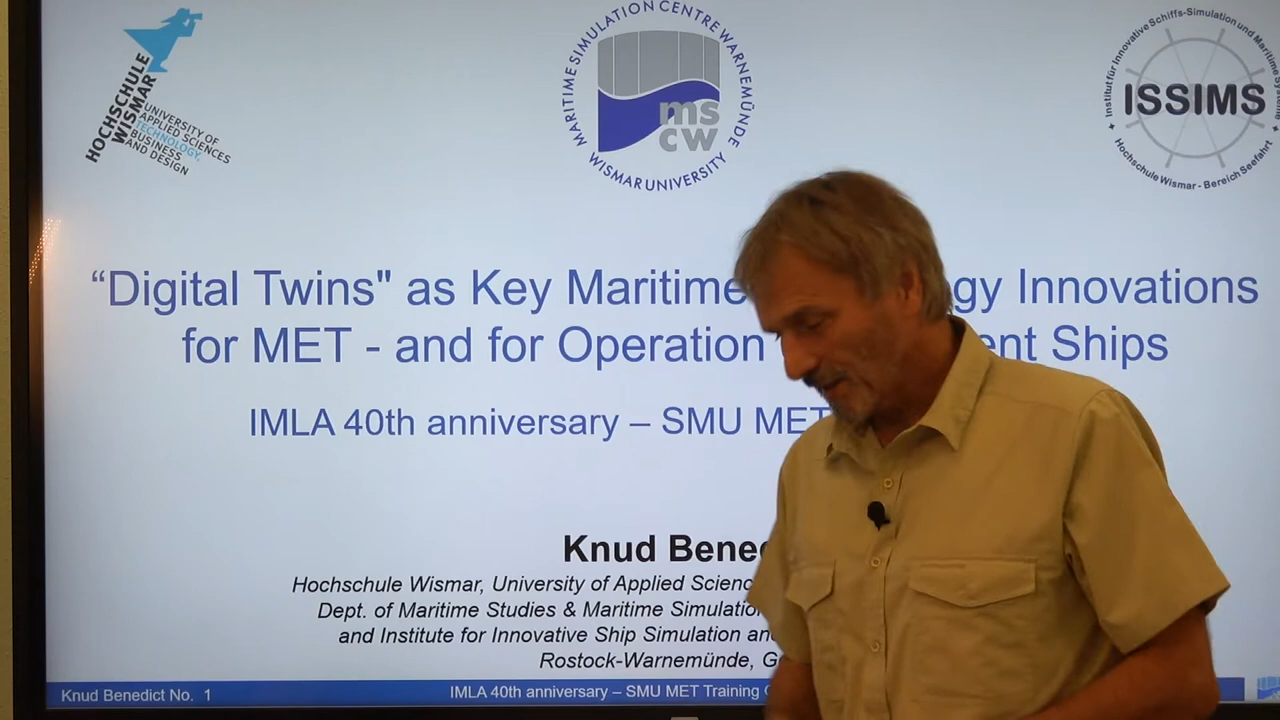 HOCHSCHULE
WISMAR
UNIVERSITY OF
APPLIED SCIENCES
TECHNOLOGY,
BUSINESS
AND DESIGN
MARITIME SIMULATION CENTRE WARNEMÜNDE
ms
cw
WISMAR UNIVERSITY
Institut für Innovative Schiffs-Simulation und Maritime
ISSIMS
Hochschule Wismar - Bereich Seefahrt
“Digital Twins" as Key Maritime gy Innovations
for MET - and for Operation ent Ships
IMLA 40th anniversary – SMU MET
Knud Bene
Hochschule Wismar, University of Applied Scienc
Dept. of Maritime Studies & Maritime Simulatio
and Institute for Innovative Ship Simulation an
Rostock-Warnemünde, G
Knud Benedict No. 1
IMLA 40th anniversary – SMU MET Training